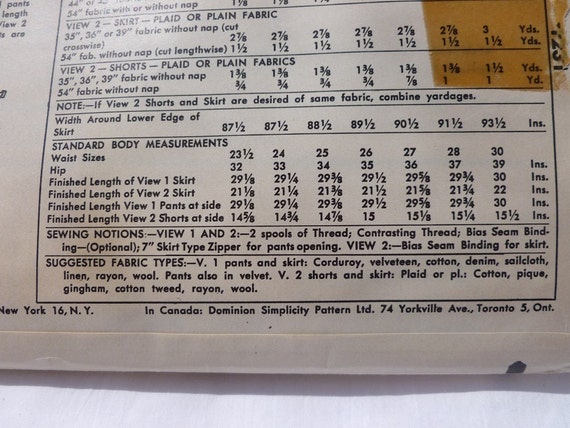 pants
44" or 42"
54" fabric with or without nap
VIEW 2 – SKIRT – PLAID OR PLAIN FABRIC
View 2
s are
35", 36" or 39" fabric without nap (cut
crosswise) 2⅞ 2⅞ 2⅞ 2⅞ 2⅞ 2⅞ 3 Yds.
54" fab. without nap (cut lengthwise) 1½ 1½ 1½ 1½ 1½ 1½ 1½ Yds.
VIEW 2 – SHORTS – PLAID OR PLAIN FABRICS
35", 36", 39" fabric without nap 1⅜ 1⅜ 1⅜ 1⅜ 1⅜ 1⅜ 1½ Yds.
54" fabric without nap ¾ ¾ ¾ ¾ ⅞ 1 1 Yd.
NOTE:—If View 2 Shorts and Skirt are desired of same fabric, combine yardages.
Width Around Lower Edge of
Skirt 87½ 87½ 88½ 89½ 90½ 91½ 93½ Ins.
STANDARD BODY MEASUREMENTS
Waist Sizes 23½ 24 25 26 27 28 30
Hip 32 33 34 35 36 37 39 Ins.
Finished Length of View 1 Skirt 29⅛ 29¼ 29⅜ 29½ 29⅝ 29¾ 30 Ins.
Finished Length of View 2 Skirt 21⅛ 21¼ 21⅜ 21½ 21⅝ 21¾ 22 Ins.
Finished Length of View 1 Pants at side 29⅛ 29¼ 29⅜ 29½ 29⅝ 29¾ 30 Ins.
Finished Length of View 2 Shorts at side 14⅝ 14¾ 14⅞ 15 15⅛ 15¼ 15½ Ins.
SEWING NOTIONS:—VIEW 1 AND 2:—2 spools of Thread; Contrasting Thread; Bias Seam Bind-
ing—(Optional); 7" Skirt Type Zipper for pants opening. VIEW 2:—Bias Seam Binding for skirt.
SUGGESTED FABRIC TYPES:—V. 1 pants and skirt: Corduroy, velveteen, cotton, denim, sailcloth,
linen, rayon, wool. Pants also in velvet. V. 2 shorts and skirt: Plaid or pl.: Cotton, pique,
gingham, cotton tweed, rayon, wool.
New York 16, N. Y. In Canada: Dominion Simplicity Pattern Ltd. 74 Yorkville Ave., Toronto 5, Ont.